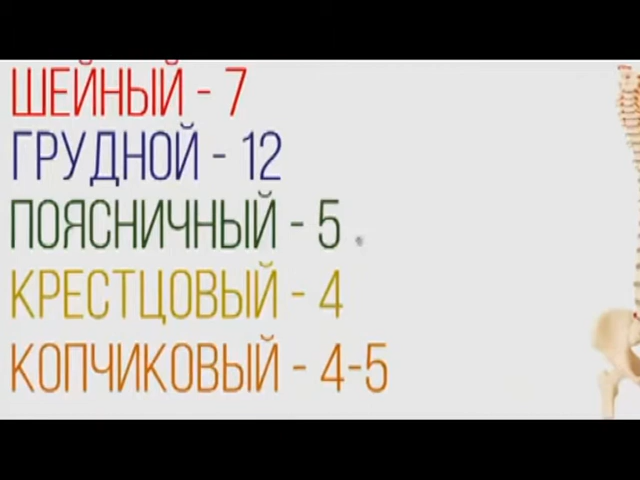 ШЕЙНЫЙ - 7
ГРУДНОЙ - 12
ПОЯСНИЧНЫЙ - 5
КРЕСТЦОВЫЙ - 4
КОПЧИКОВЫЙ - 4-5